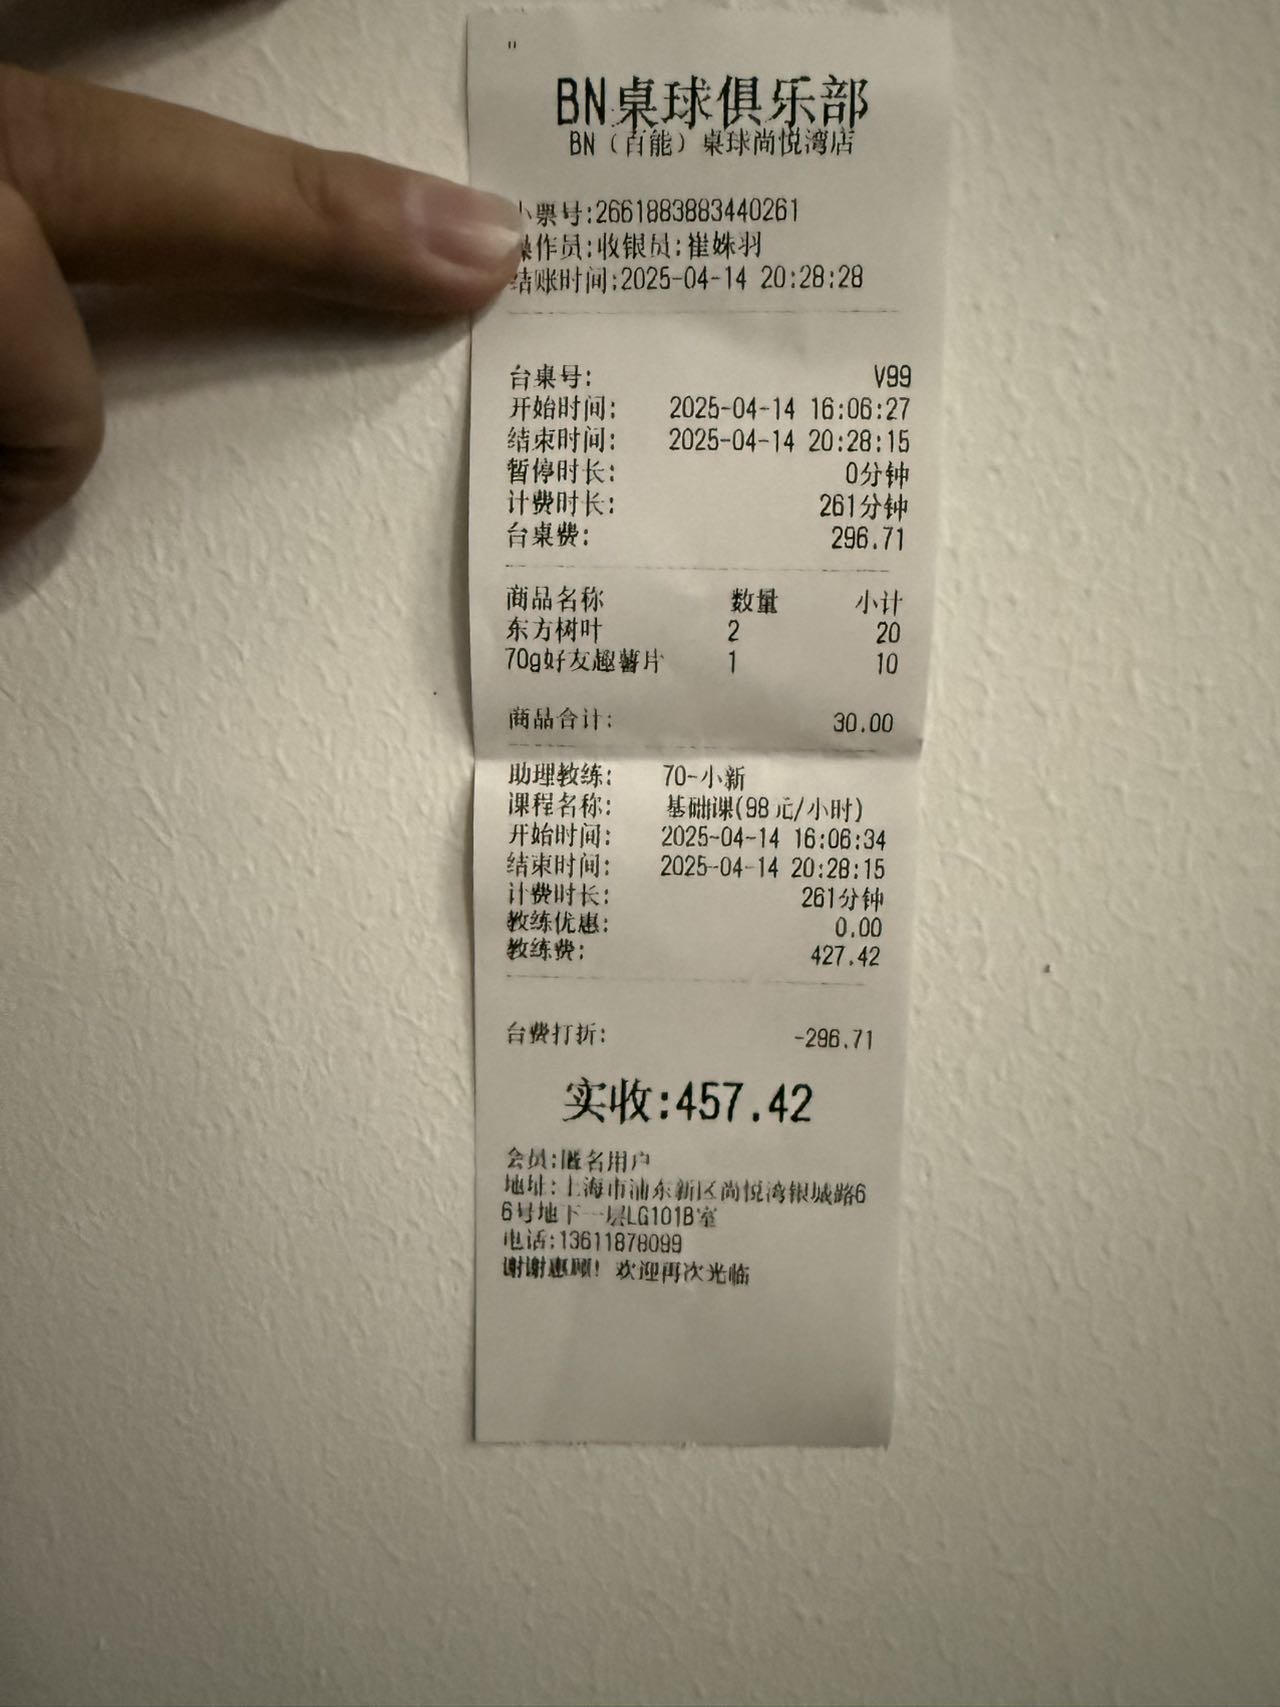 "
BN桌球俱乐部
BN（百能）桌球尚悦湾店
小票号:2661883883440261
操作员:收银员:崔姝羽
结账时间:2025-04-14 20:28:28
台桌号: V99
开始时间: 2025-04-14 16:06:27
结束时间: 2025-04-14 20:28:15
暂停时长: 0分钟
计费时长: 261分钟
台桌费: 296.71
商品名称 数量 小计
东方树叶 2 20
70g好友趣薯片 1 10
商品合计: 30.00
助理教练: 70-小新
课程名称: 基础课(98元/小时)
开始时间: 2025-04-14 16:06:34
结束时间: 2025-04-14 20:28:15
计费时长: 261分钟
教练优惠: 0.00
教练费: 427.42
台费打折: -296.71
实收:457.42
会员:匿名用户
地址:上海市浦东新区尚悦湾银城路6
6号地下一层LG101B室
电话:13611878099
谢谢惠顾! 欢迎再次光临